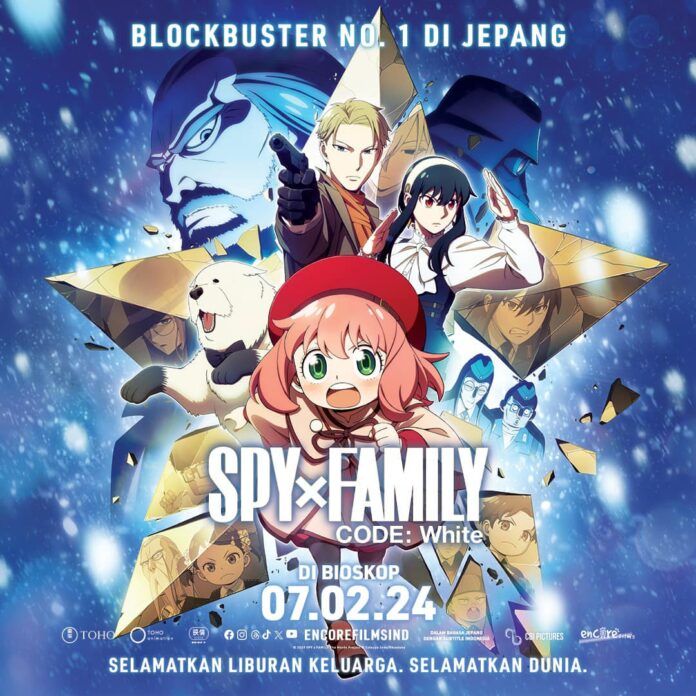 BLOCKBUSTER NO. 1 DI JEPANG
SPY×FAMILY
CODE: White
DI BIOSKOP
07.02.24
TOHO
TOHO animation
ENCOREFILMSIND
DALAM BAHASA JEPANG
DENGAN SUBTITLE INDONESIA
CBI PICTURES
encore films
SELAMATKAN LIBURAN KELUARGA. SELAMATKAN DUNIA.